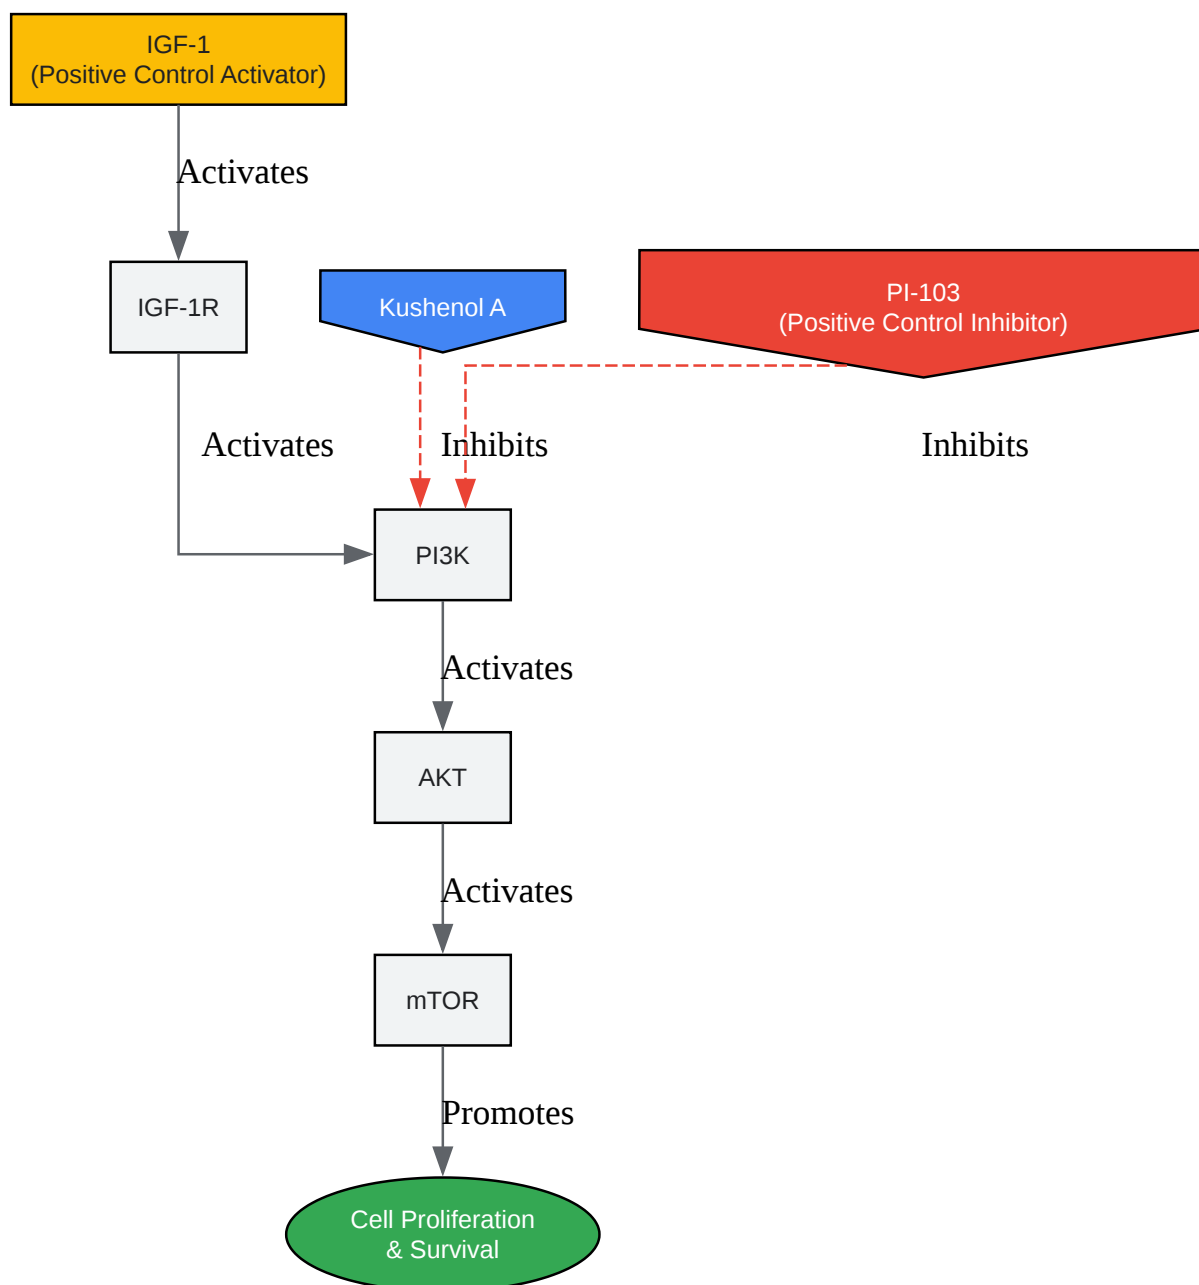 IGF-1
(Positive Control Activator)
Activates
IGF-1R
Kushenol A
PI-103
(Positive Control Inhibitor)
Activates
Inhibits
Inhibits
PI3K
Activates
AKT
Activates
mTOR
Promotes
Cell Proliferation
& Survival